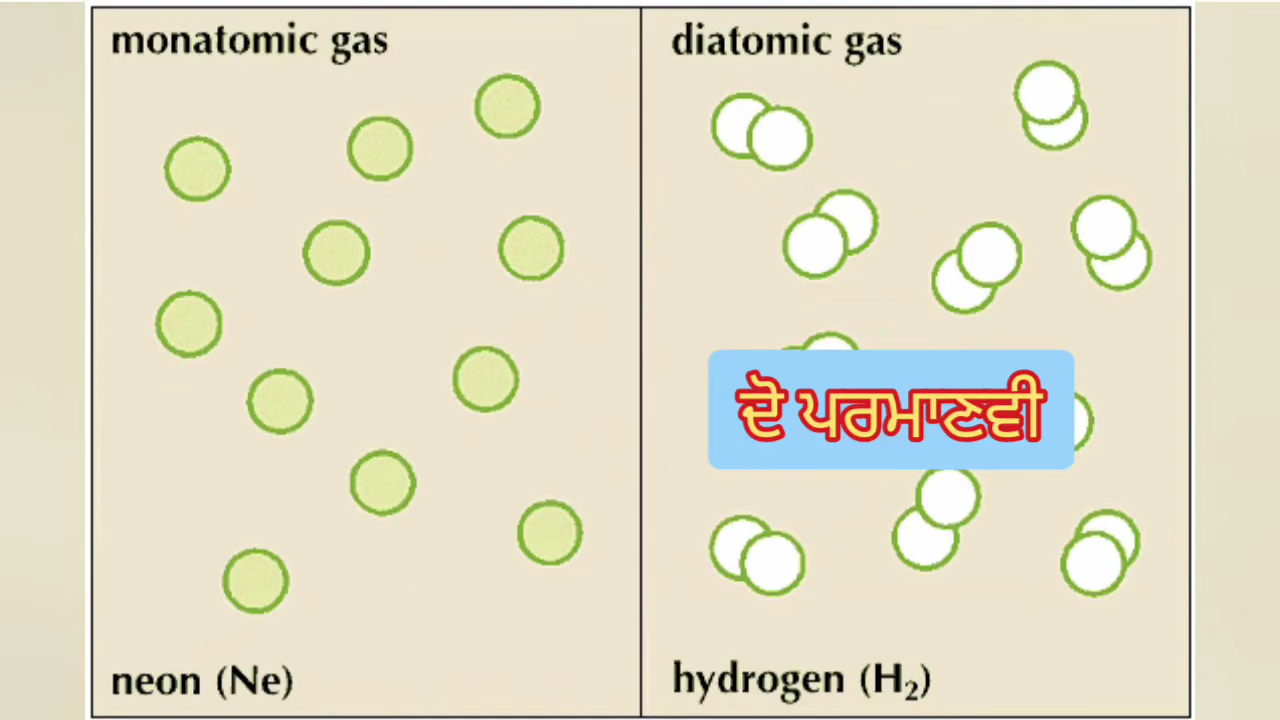 monatomic gas
diatomic gas
ਦੋ ਪਰਮਾਣਵੀ
neon (Ne)
hydrogen (H₂)